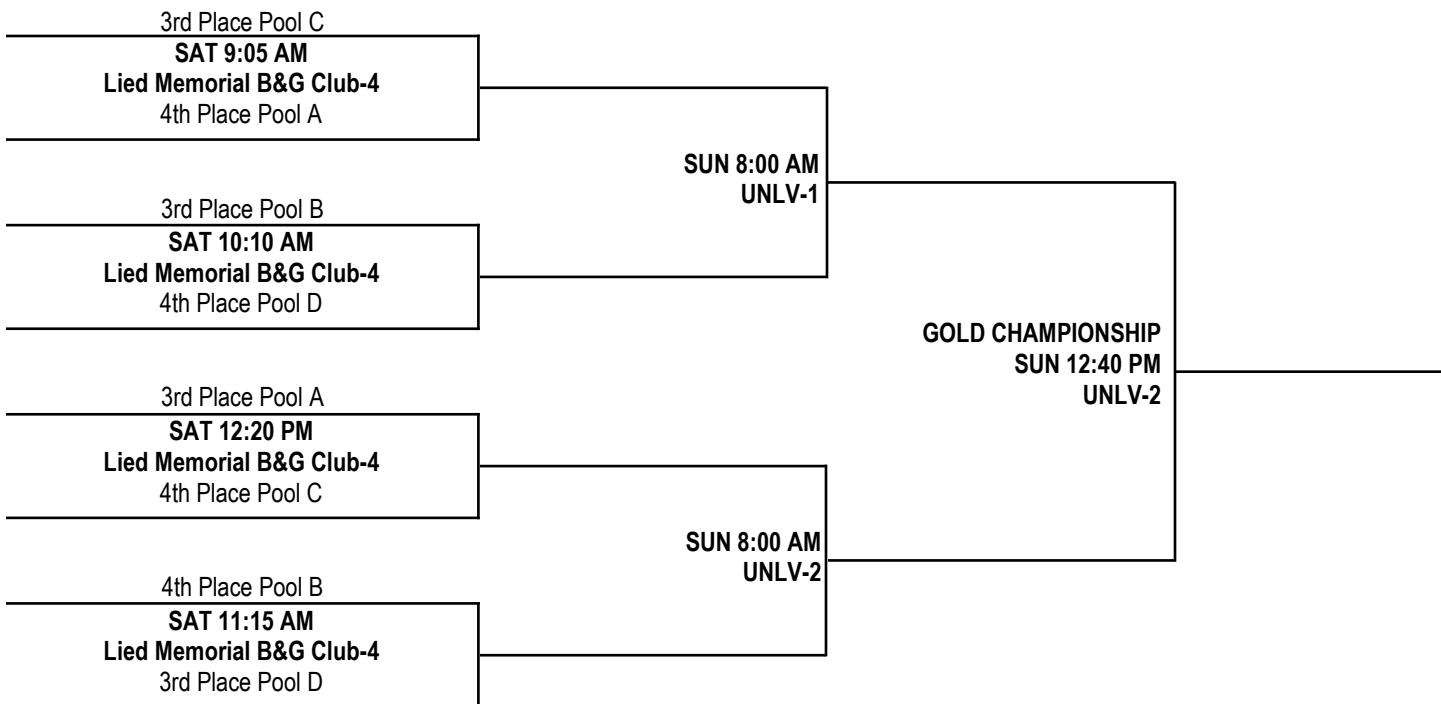 3rd Place Pool C
SAT 9:05 AM
Lied Memorial B&G Club-4
4th Place Pool A
SUN 8:00 AM
UNLV-1
3rd Place Pool B
SAT 10:10 AM
Lied Memorial B&G Club-4
4th Place Pool D
GOLD CHAMPIONSHIP
SUN 12:40 PM
UNLV-2
3rd Place Pool A
SAT 12:20 PM
Lied Memorial B&G Club-4
4th Place Pool C
SUN 8:00 AM
UNLV-2
4th Place Pool B
SAT 11:15 AM
Lied Memorial B&G Club-4
3rd Place Pool D